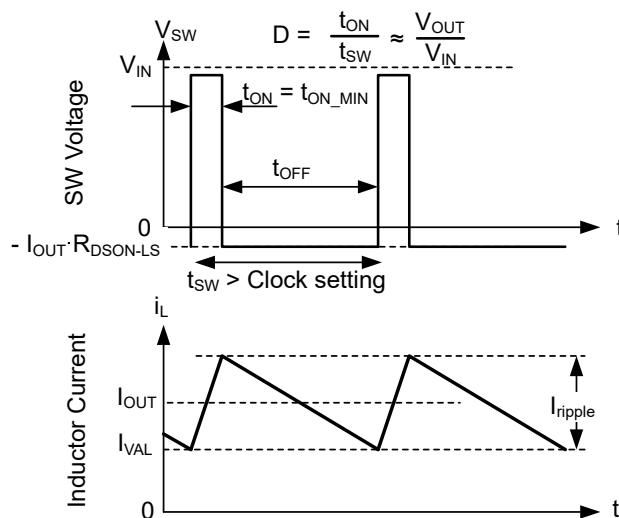 V_SW
D = t_ON / t_SW ≈ V_OUT / V_IN
V_IN
t_ON = t_ON_MIN
SW Voltage
t_OFF
0
t
- I_OUT·R_DSON-LS
t_SW > Clock setting
i_L
Inductor Current
I_OUT
I_ripple
I_VAL
0
t